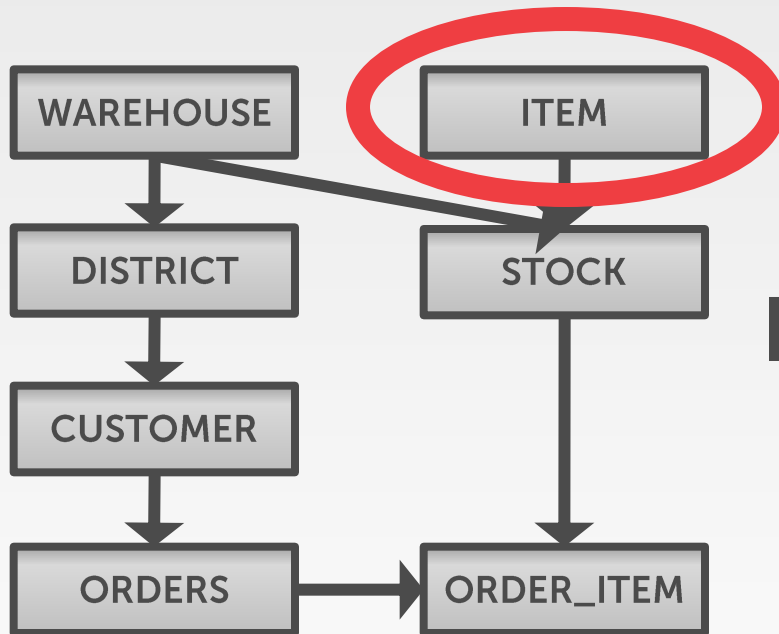 WAREHOUSE
ITEM
DISTRICT
STOCK
CUSTOMER
ORDERS
ORDER_ITEM